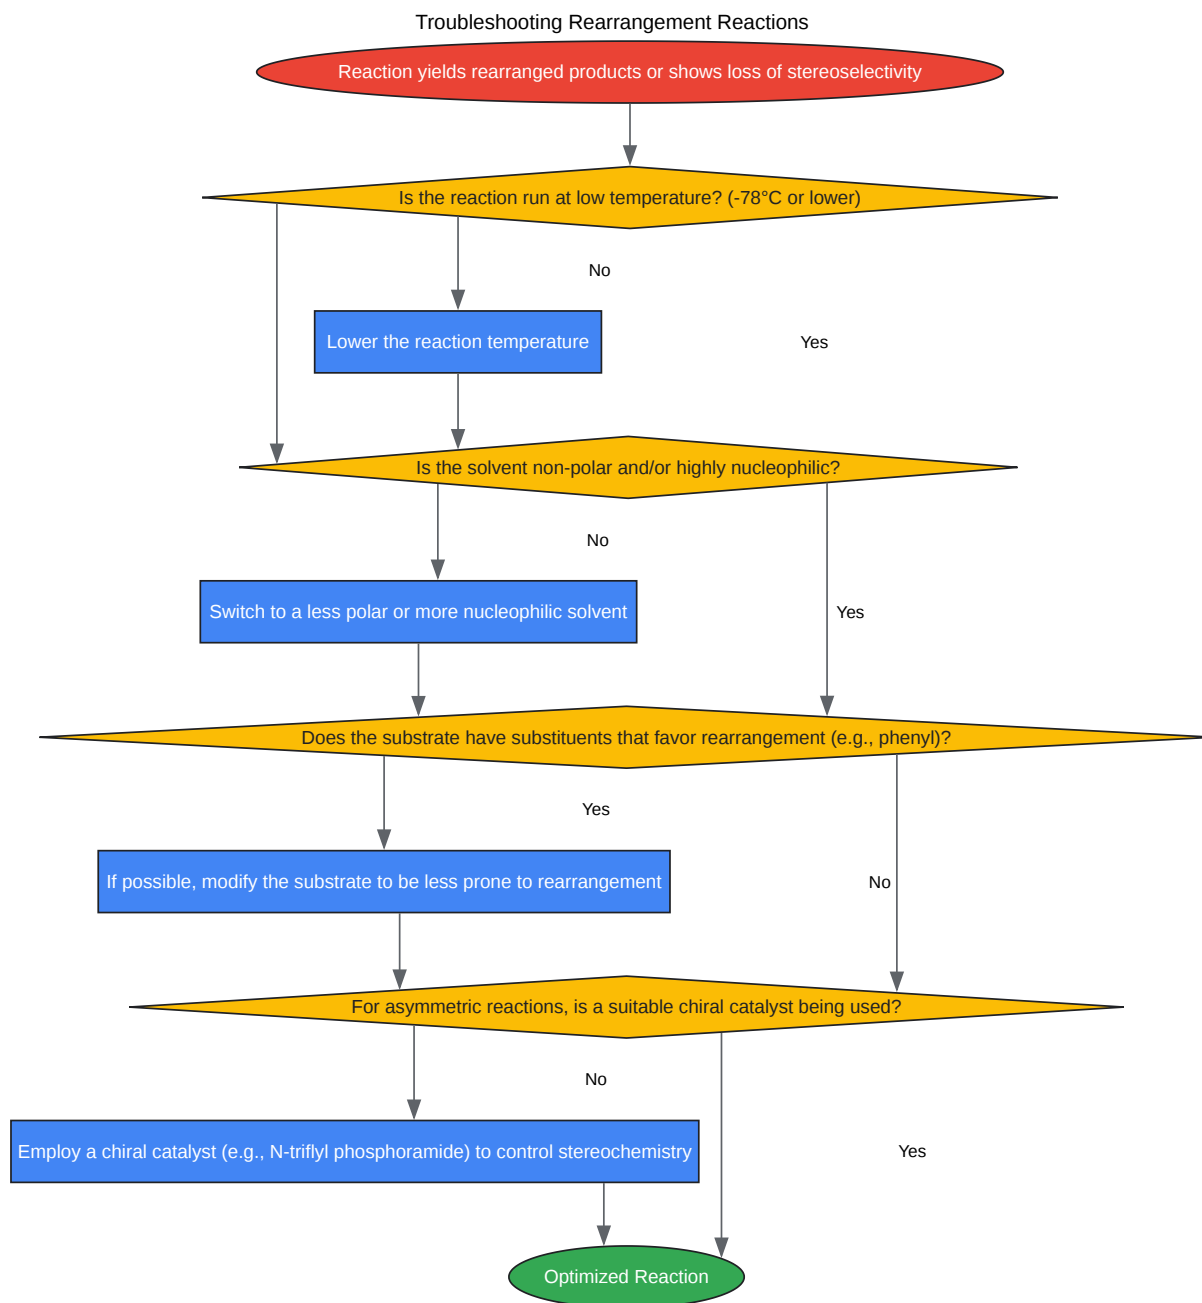 Troubleshooting Rearrangement Reactions
Reaction yields rearranged products or shows loss of stereoselectivity
Is the reaction run at low temperature? (-78°C or lower)
No
Lower the reaction temperature
Yes
Is the solvent non-polar and/or highly nucleophilic?
No
Switch to a less polar or more nucleophilic solvent
Yes
Does the substrate have substituents that favor rearrangement (e.g., phenyl)?
Yes
If possible, modify the substrate to be less prone to rearrangement
No
For asymmetric reactions, is a suitable chiral catalyst being used?
No
Employ a chiral catalyst (e.g., N-triflyl phosphoramide) to control stereochemistry
Yes
Optimized Reaction